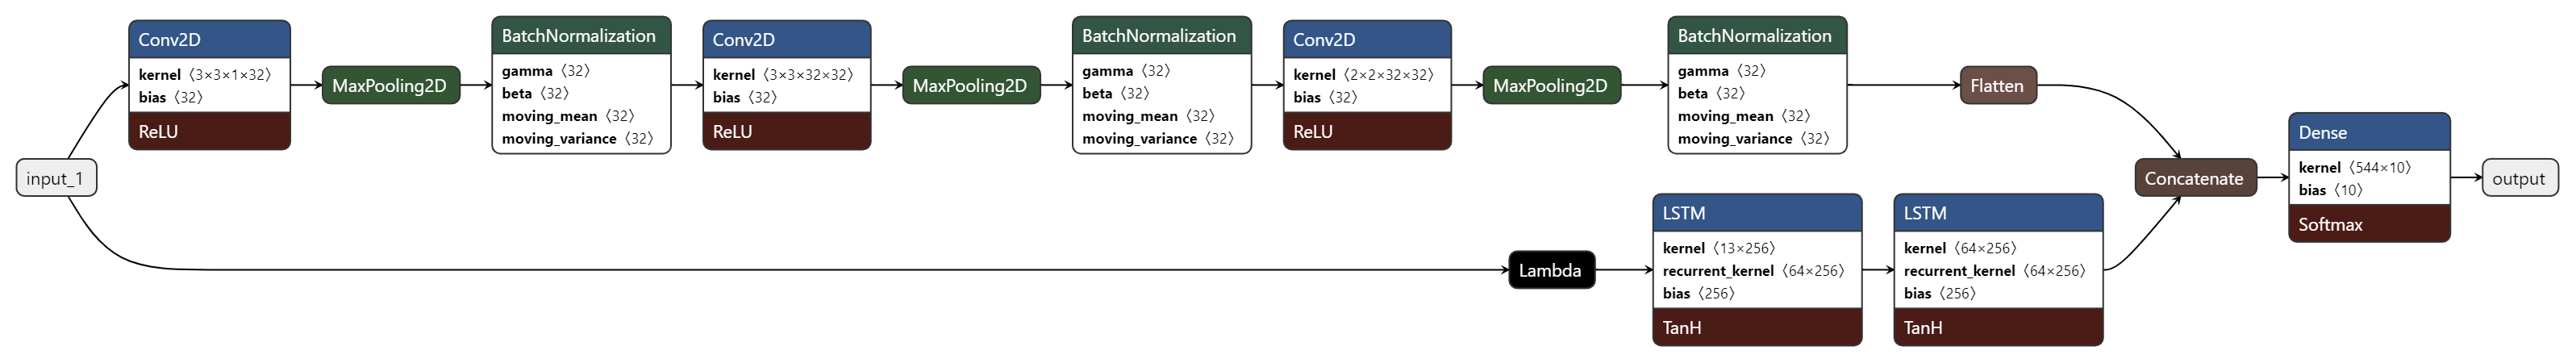 input_1
Conv2D
kernel 〈3×3×1×32〉
bias 〈32〉
ReLU
MaxPooling2D
BatchNormalization
gamma 〈32〉
beta 〈32〉
moving_mean 〈32〉
moving_variance 〈32〉
Conv2D
kernel 〈3×3×32×32〉
bias 〈32〉
ReLU
MaxPooling2D
BatchNormalization
gamma 〈32〉
beta 〈32〉
moving_mean 〈32〉
moving_variance 〈32〉
Conv2D
kernel 〈2×2×32×32〉
bias 〈32〉
ReLU
MaxPooling2D
BatchNormalization
gamma 〈32〉
beta 〈32〉
moving_mean 〈32〉
moving_variance 〈32〉
Flatten
Lambda
LSTM
kernel 〈13×256〉
recurrent_kernel 〈64×256〉
bias 〈256〉
TanH
LSTM
kernel 〈64×256〉
recurrent_kernel 〈64×256〉
bias 〈256〉
TanH
Concatenate
Dense
kernel 〈544×10〉
bias 〈10〉
Softmax
output